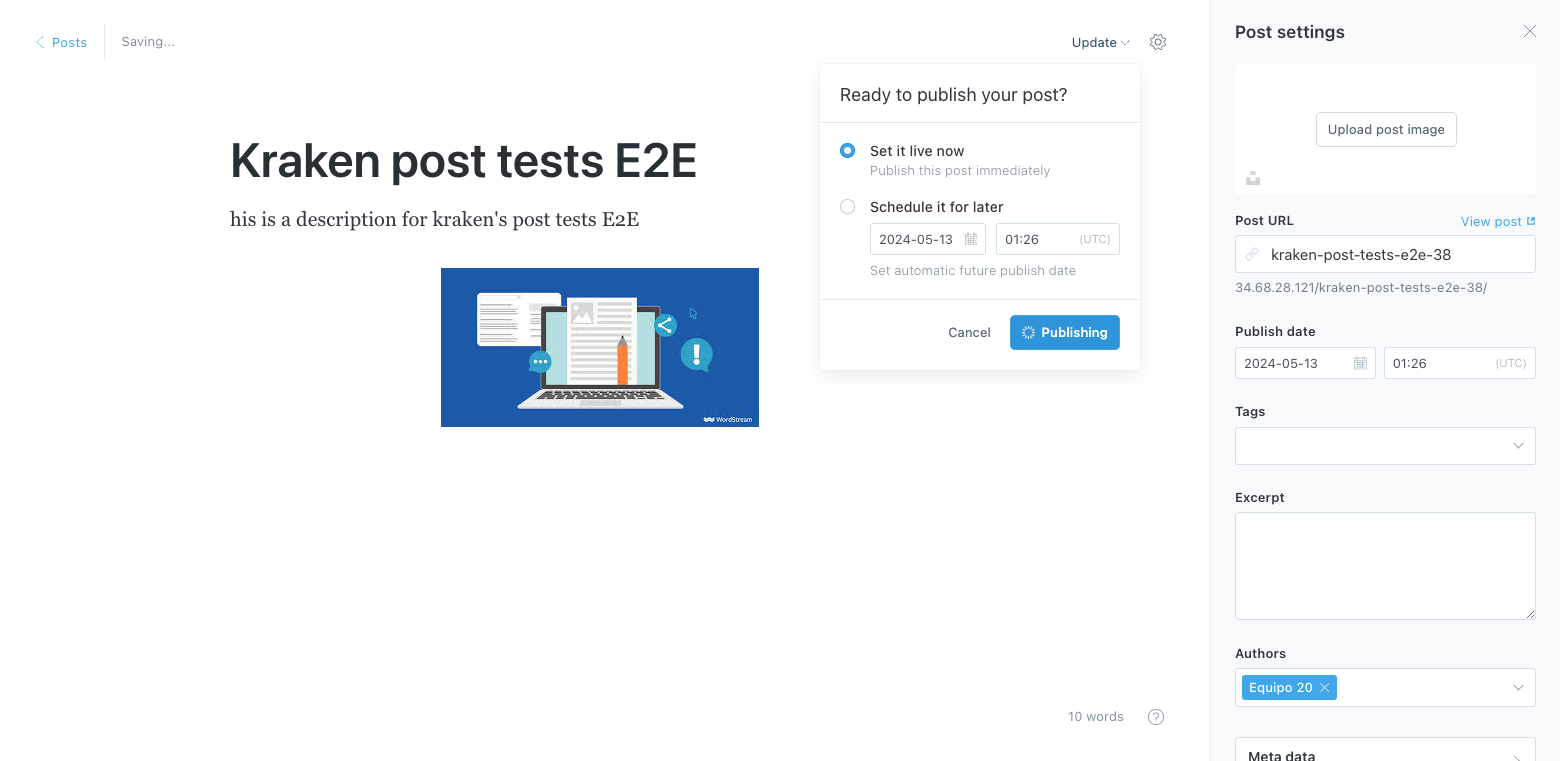 Posts
Saving...
Update
Ready to publish your post?
Set it live now
Publish this post immediately
Schedule it for later
2024-05-13
01:26 (UTC)
Set automatic future publish date
Cancel
Publishing
Kraken post tests E2E
his is a description for kraken's post tests E2E
WordStream
10 words
Post settings
Upload post image
Post URL
View post
kraken-post-tests-e2e-38
34.68.28.121/kraken-post-tests-e2e-38/
Publish date
2024-05-13
01:26 (UTC)
Tags
Excerpt
Authors
Equipo 20
Meta data